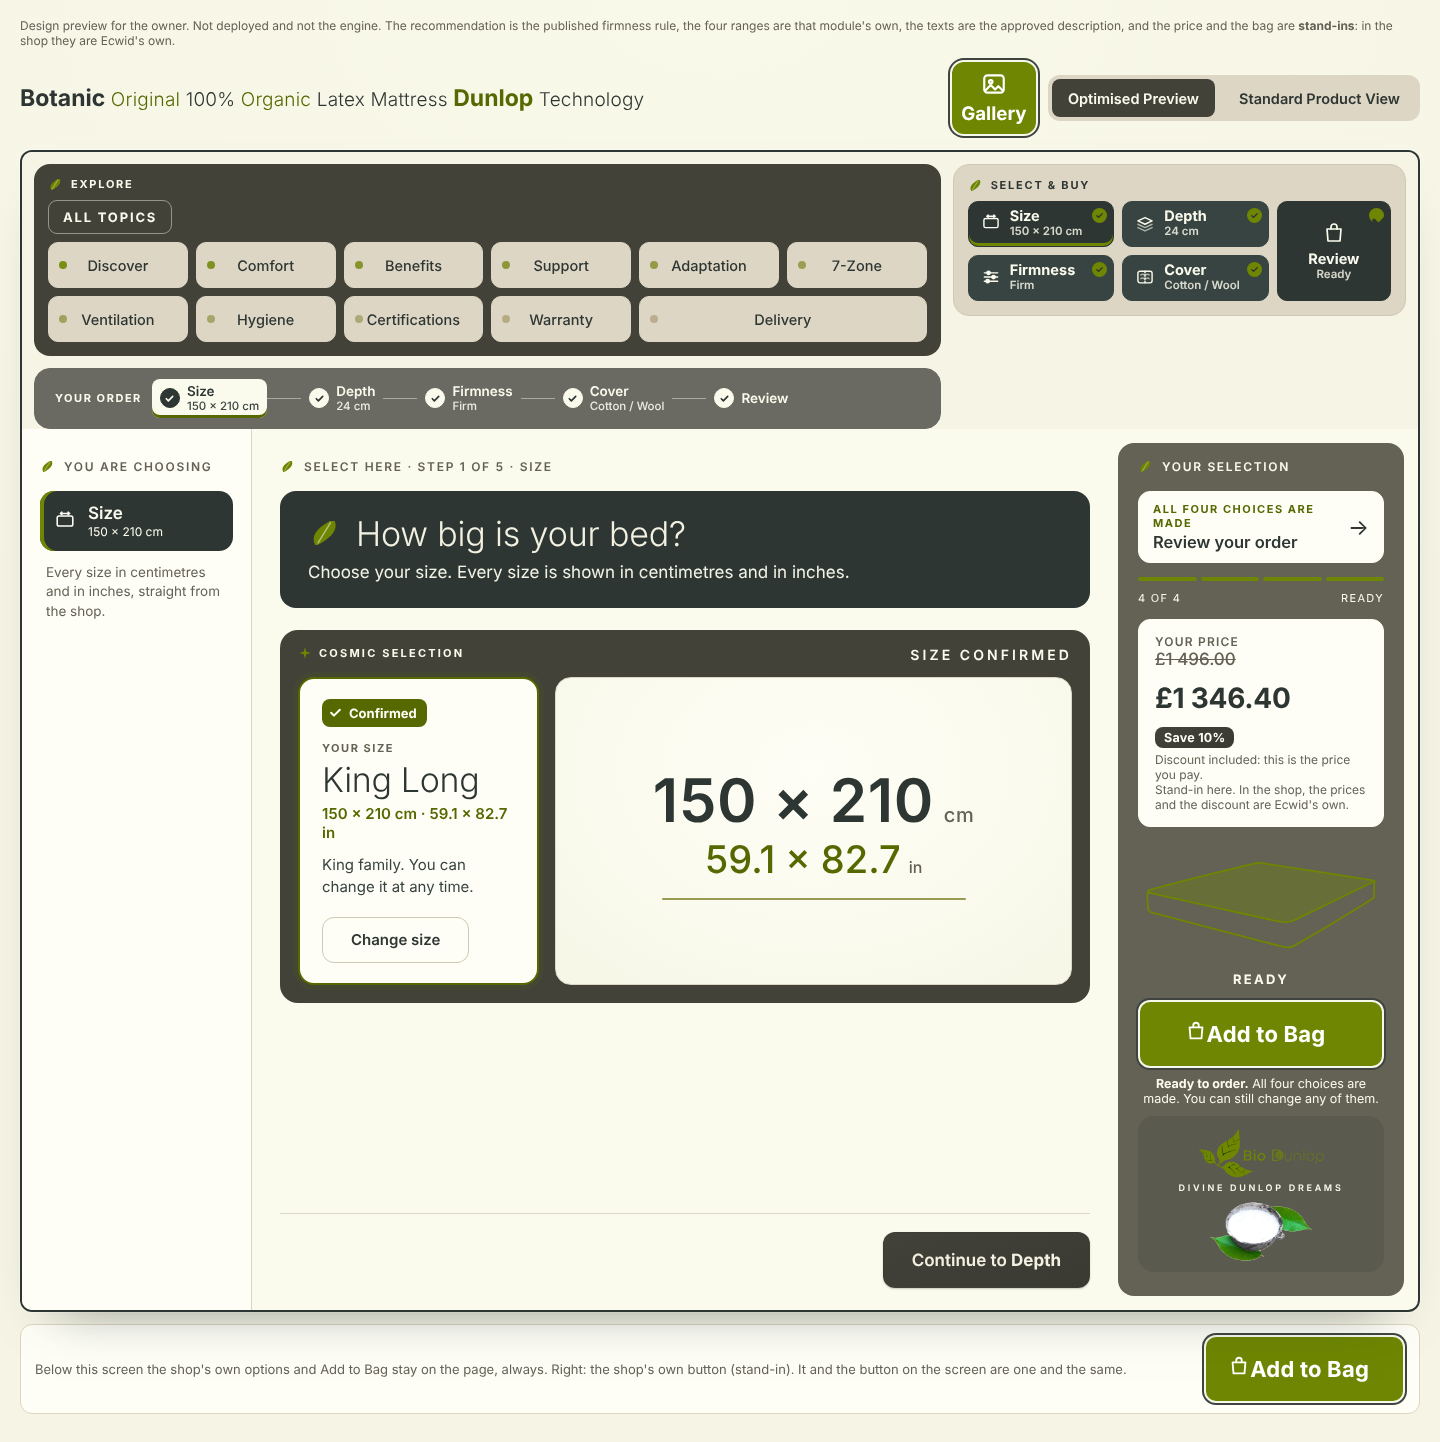 Design preview for the owner. Not deployed and not the engine. The recommendation is the published firmness rule, the four ranges are that module's own, the texts are the approved description, and the price and the bag are stand-ins: in the
shop they are Ecwid's own.
Botanic Original 100% Organic Latex Mattress Dunlop Technology
Gallery
Optimised Preview
Standard Product View
EXPLORE
ALL TOPICS
Discover
Comfort
Benefits
Support
Adaptation
7-Zone
Ventilation
Hygiene
Certifications
Warranty
Delivery
SELECT & BUY
Size
150 × 210 cm
Depth
24 cm
Firmness
Firm
Cover
Cotton / Wool
Review
Ready
YOUR ORDER
Size
150 × 210 cm
Depth
24 cm
Firmness
Firm
Cover
Cotton / Wool
Review
YOU ARE CHOOSING
Size
150 × 210 cm
Every size in centimetres
and in inches, straight from
the shop.
SELECT HERE · STEP 1 OF 5 · SIZE
How big is your bed?
Choose your size. Every size is shown in centimetres and in inches.
COSMIC SELECTION
SIZE CONFIRMED
Confirmed
YOUR SIZE
King Long
150 × 210 cm · 59.1 × 82.7
in
King family. You can
change it at any time.
Change size
150 × 210 cm
59.1 × 82.7 in
Continue to Depth
YOUR SELECTION
ALL FOUR CHOICES ARE
MADE
Review your order
4 OF 4
READY
YOUR PRICE
£1 496.00
£1 346.40
Save 10%
Discount included: this is the price
you pay.
Stand-in here. In the shop, the prices
and the discount are Ecwid's own.
READY
Add to Bag
Ready to order. All four choices are
made. You can still change any of them.
Bio Dunlop
DIVINE DUNLOP DREAMS
Below this screen the shop's own options and Add to Bag stay on the page, always. Right: the shop's own button (stand-in). It and the button on the screen are one and the same.
Add to Bag